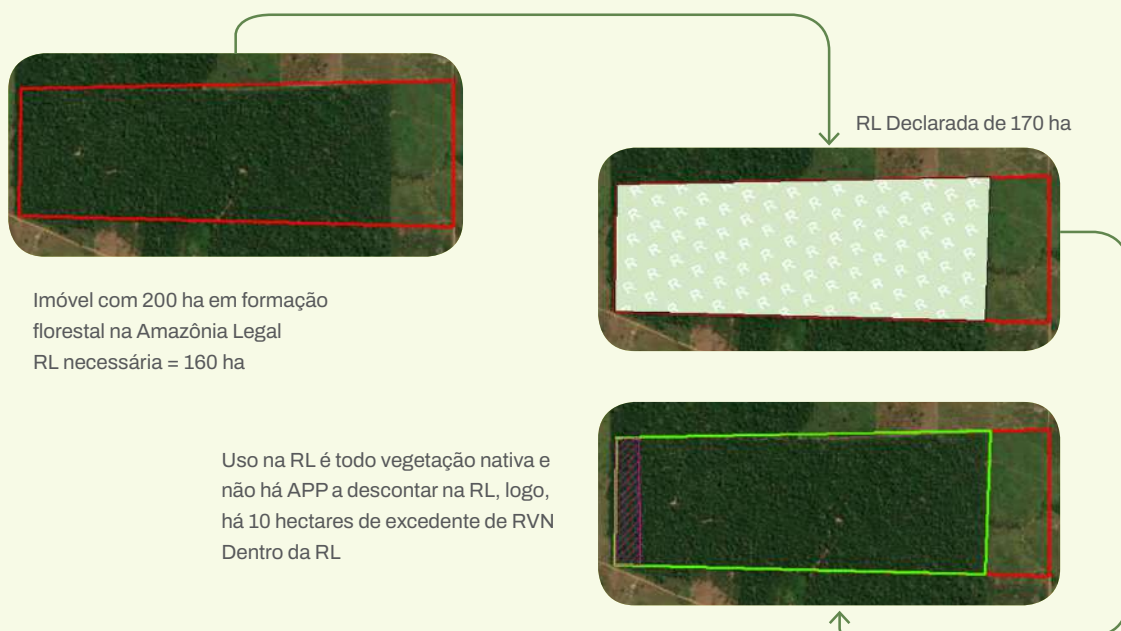 RL Declarada de 170 ha
Imóvel com 200 ha em formação
florestal na Amazônia Legal
RL necessária = 160 ha
Uso na RL é todo vegetação nativa e
não há APP a descontar na RL, logo,
há 10 hectares de excedente de RVN
Dentro da RL